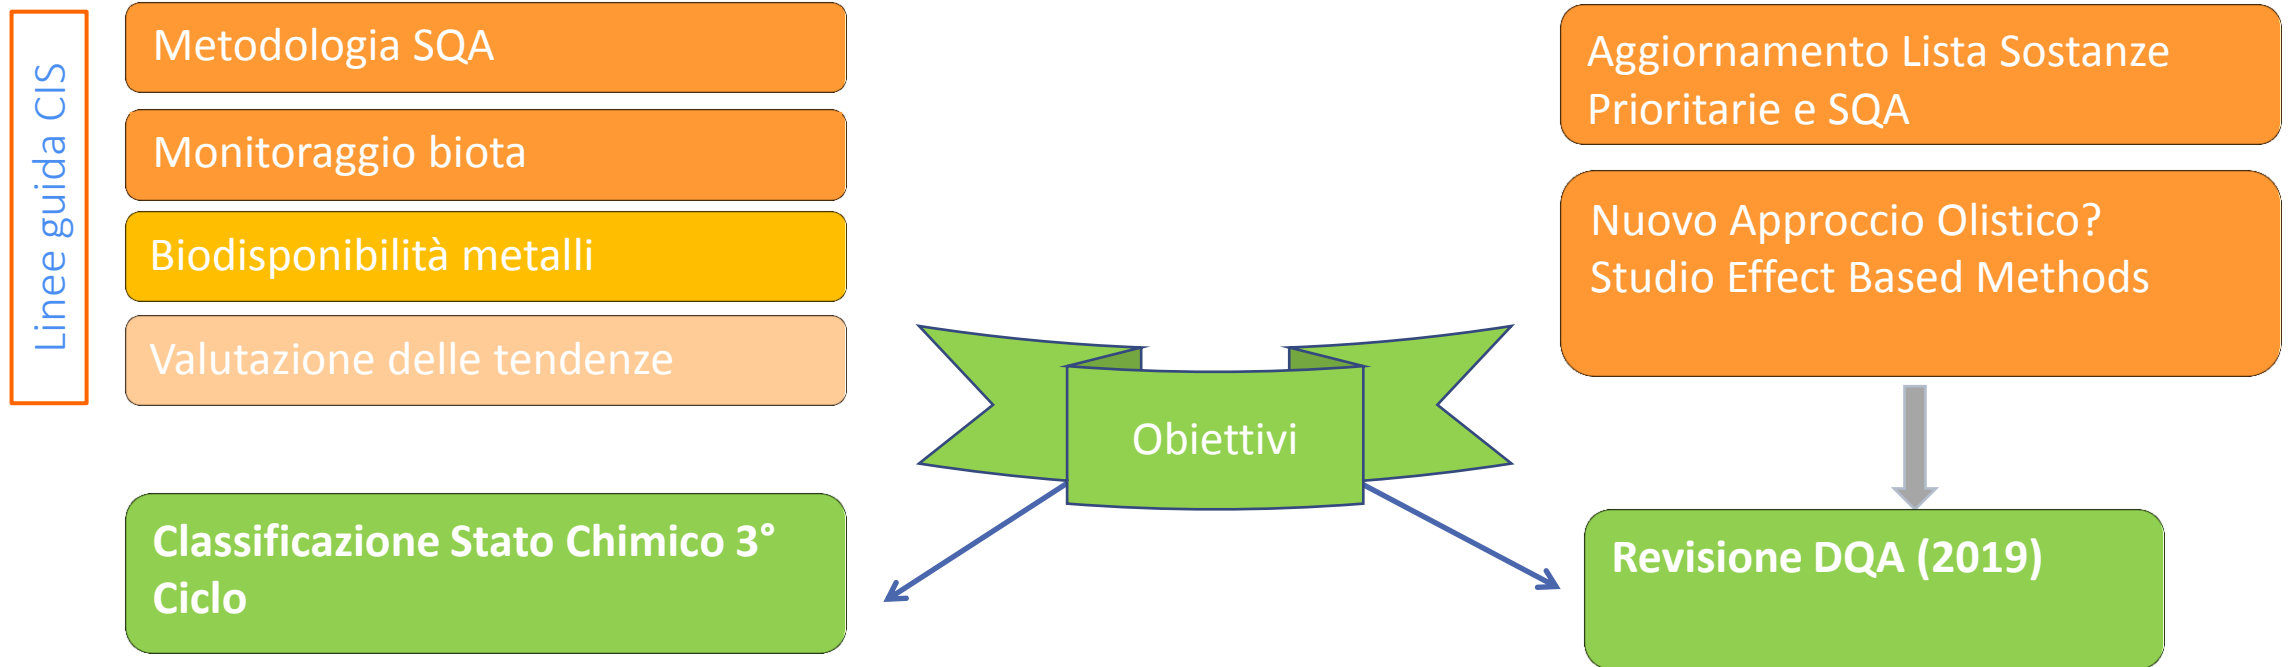 Linee guida CIS
Metodologia SQA
Monitoraggio biota
Biodisponibilità metalli
Valutazione delle tendenze
Aggiornamento Lista Sostanze
Prioritarie e SQA
Nuovo Approccio Olistico?
Studio Effect Based Methods
Obiettivi
Classificazione Stato Chimico 3°
Ciclo
Revisione DQA (2019)